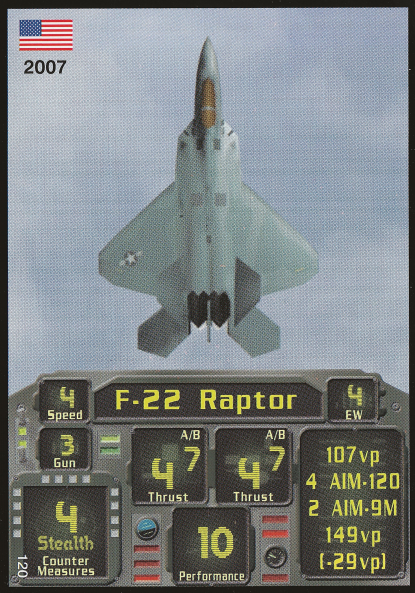 2007
F-22 Raptor
4
Speed
4
EW
3
Gun
A/B
4 7
Thrust
A/B
4 7
Thrust
107vp
4 AIM-120
2 AIM-9M
149vp
(-29vp)
4
Stealth
Counter
Measures
10
Performance
120